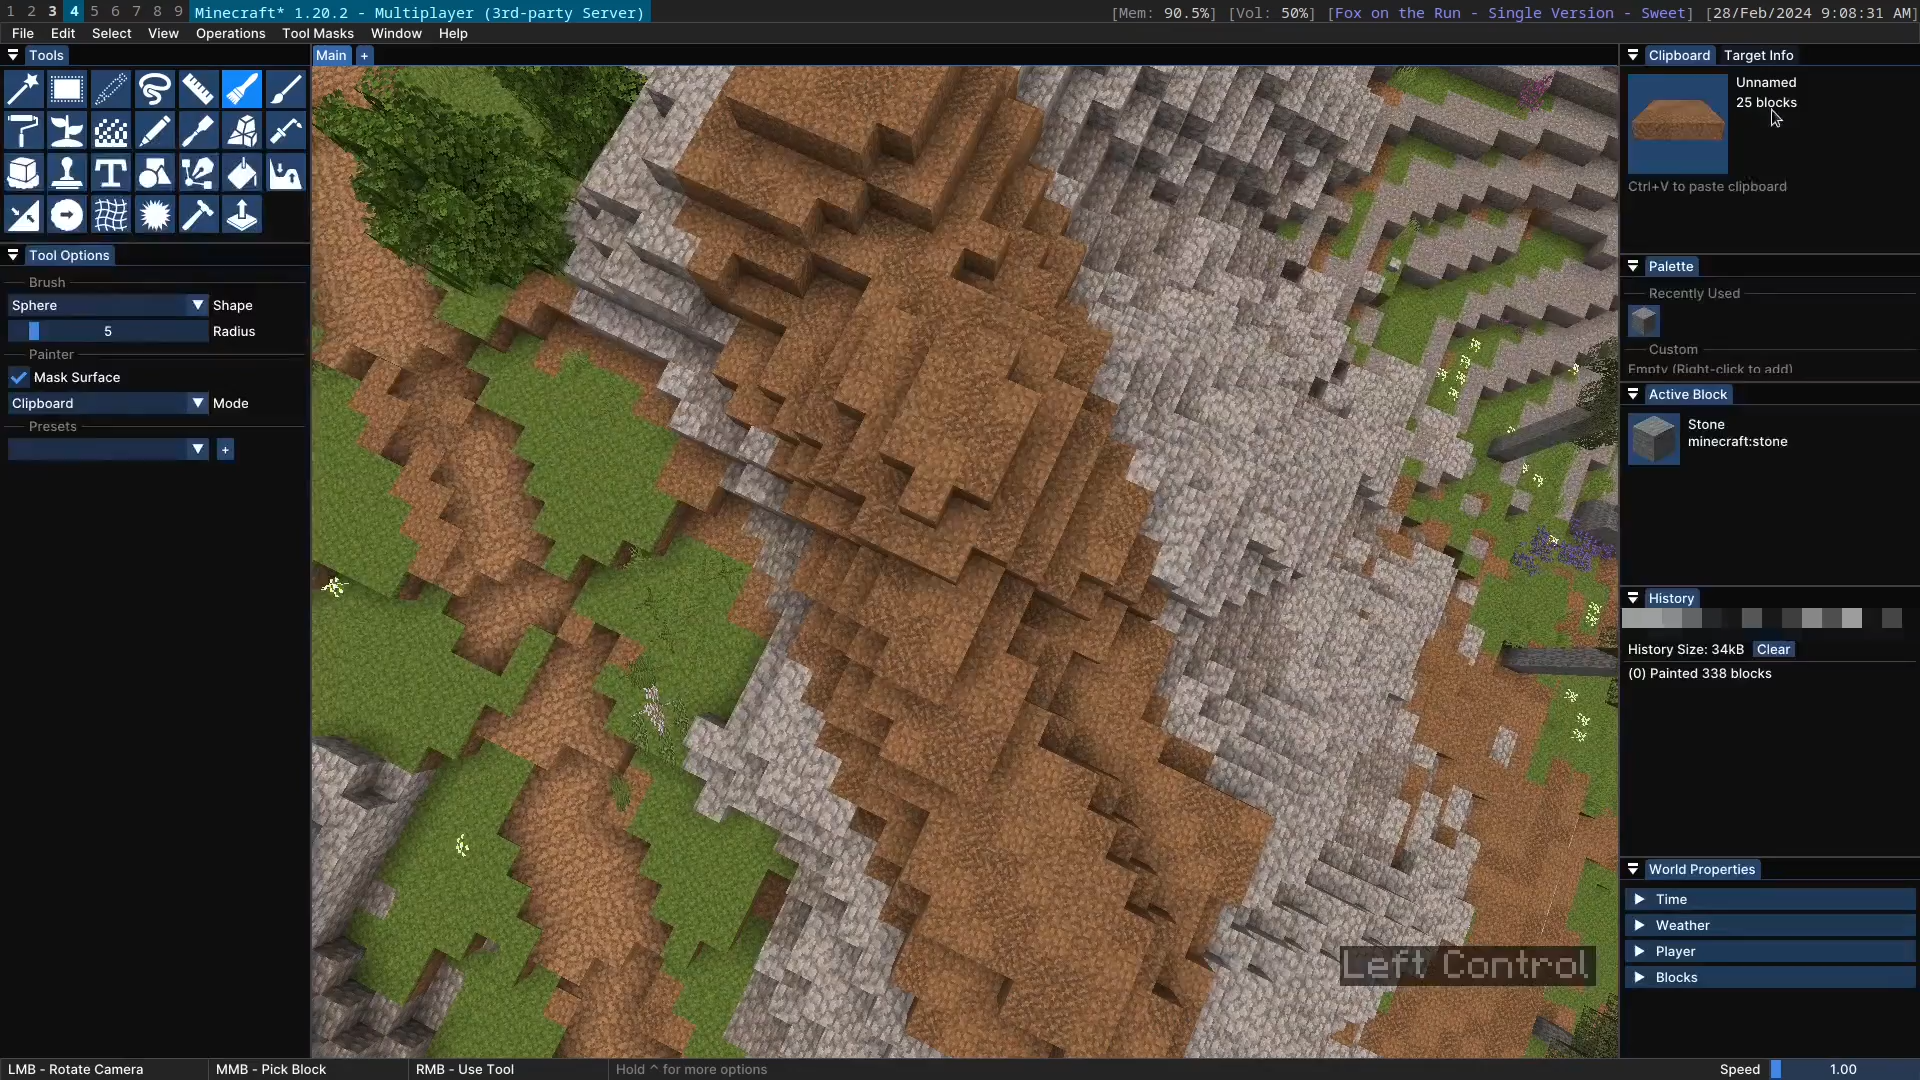 1 2 3 4 5 6 7 8 9 Minecraft* 1.20.2 - Multiplayer (3rd-party Server) [Mem: 90.5%] [Vol: 50%] [Fox on the Run - Single Version - Sweet] [28/Feb/2024 9:08:31 AM]
File Edit Select View Operations Tool Masks Window Help
Tools
Main +
Clipboard Target Info
Unnamed
25 blocks
Ctrl+V to paste clipboard
Tool Options
Brush
Sphere Shape
5 Radius
Painter
Mask Surface
Clipboard Mode
Presets
+
Palette
Recently Used
Custom
Empty (Right-click to add)
Active Block
Stone
minecraft:stone
History
History Size: 34kB Clear
(0) Painted 338 blocks
World Properties
Time
Weather
Player
Blocks
Left Control
LMB - Rotate Camera MMB - Pick Block RMB - Use Tool Hold ^ for more options Speed 1.00